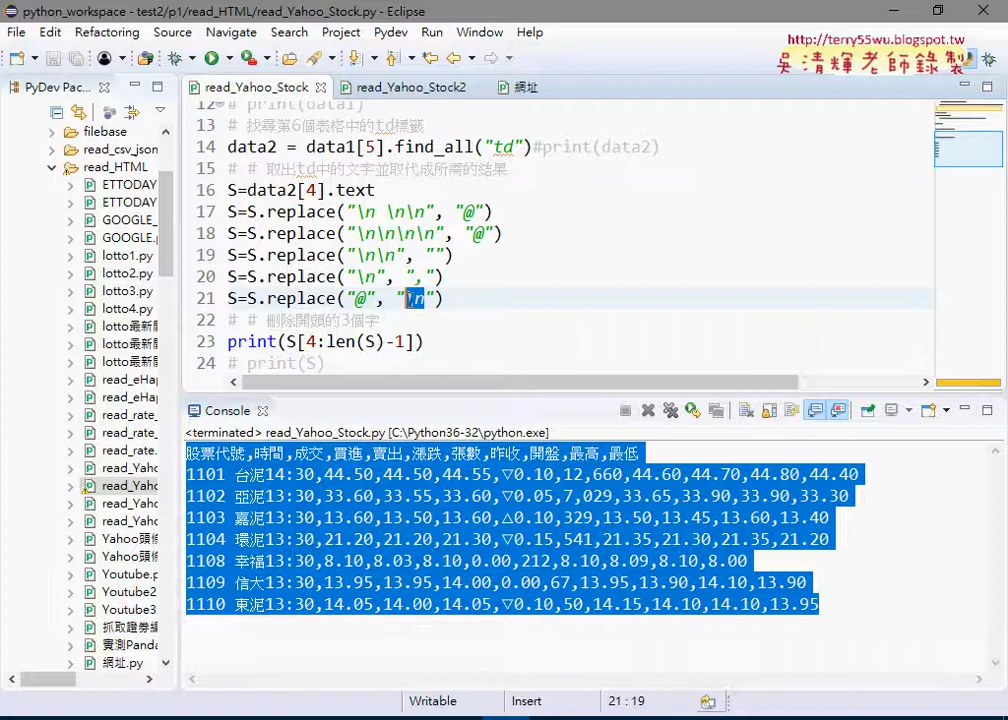 python_workspace - test2/p1/read_HTML/read_Yahoo_Stock.py - Eclipse
File Edit Refactoring Source Navigate Search Project Pydev Run Window Help
http://terry55wu.blogspot.tw
吳清輝老師錄製
PyDev Pac...
read_Yahoo_Stock
read_Yahoo_Stock2
網址
filebase
read_csv_json
read_HTML
ETTODAY
ETTODAY
GOOGLE_
GOOGLE.p
lotto1.py
lotto2.py
lotto3.py
lotto4.py
lotto最新開
lotto最新開
lotto最新開
read_eHap
read_eHap
read_rate_
read_rate_
read_rate_
read_rate.
read_Yaho
read_Yaho
read_Yaho
read_Yaho
Yahoo頭條
Yahoo頭條
Youtube.p
Youtube2
Youtube3
抓取證券網
實測Panda
網址.py
12 # print(data1)
13 # 找尋第6個表格中的td標籤
14 data2 = data1[5].find_all("td")#print(data2)
15 # # 取出td中的文字並取代成所需的結果
16 S=data2[4].text
17 S=S.replace("\n \n\n", "@")
18 S=S.replace("\n\n\n\n", "@")
19 S=S.replace("\n\n", "")
20 S=S.replace("\n", ",")
21 S=S.replace("@", "\n")
22 # # 刪除開頭的3個字
23 print(S[4:len(S)-1])
24 # print(S)
Console
<terminated> read_Yahoo_Stock.py [C:\Python36-32\python.exe]
股票代號,時間,成交,買進,賣出,漲跌,張數,昨收,開盤,最高,最低
1101 台泥14:30,44.50,44.50,44.55,▽0.10,12,660,44.60,44.70,44.80,44.40
1102 亞泥13:30,33.60,33.55,33.60,▽0.05,7,029,33.65,33.90,33.90,33.30
1103 嘉泥13:30,13.60,13.50,13.60,△0.10,329,13.50,13.45,13.60,13.40
1104 環泥13:30,21.20,21.20,21.30,▽0.15,541,21.35,21.30,21.35,21.20
1108 幸福13:30,8.10,8.03,8.10,0.00,212,8.10,8.09,8.10,8.00
1109 信大13:30,13.95,13.95,14.00,0.00,67,13.95,13.90,14.10,13.90
1110 東泥13:30,14.05,14.00,14.05,▽0.10,50,14.15,14.10,14.10,13.95
Writable Insert 21 : 19